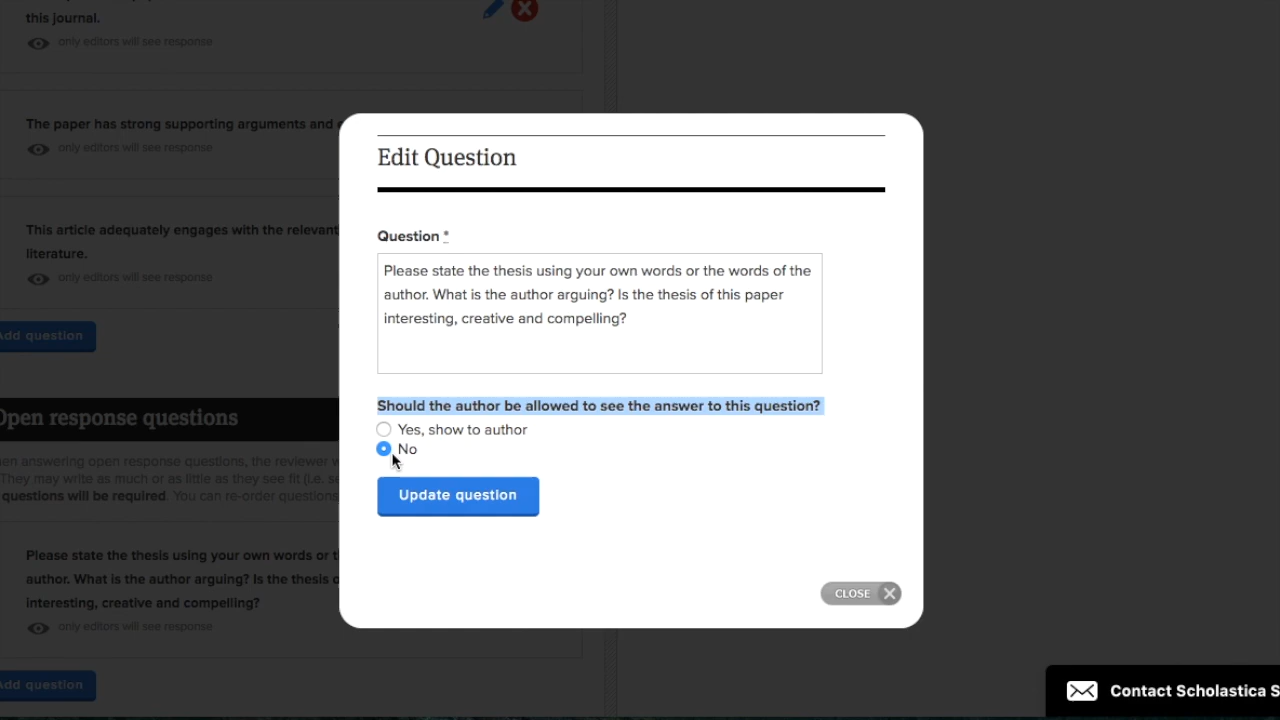 this journal.
only editors will see response
The paper has strong supporting arguments and
only editors will see response
This article adequately engages with the relevant
literature.
only editors will see response
Add question
Open response questions
answering open response questions, the reviewer
They may write as much or as little as they see fit (i.e.
questions will be required. You can re-order questions
Please state the thesis using your own words or
author. What is the author arguing? Is the thesis
interesting, creative and compelling?
only editors will see response
Add question
Edit Question
Question *
Please state the thesis using your own words or the words of the
author. What is the author arguing? Is the thesis of this paper
interesting, creative and compelling?
Should the author be allowed to see the answer to this question?
Yes, show to author
No
Update question
CLOSE
Contact Scholastica S